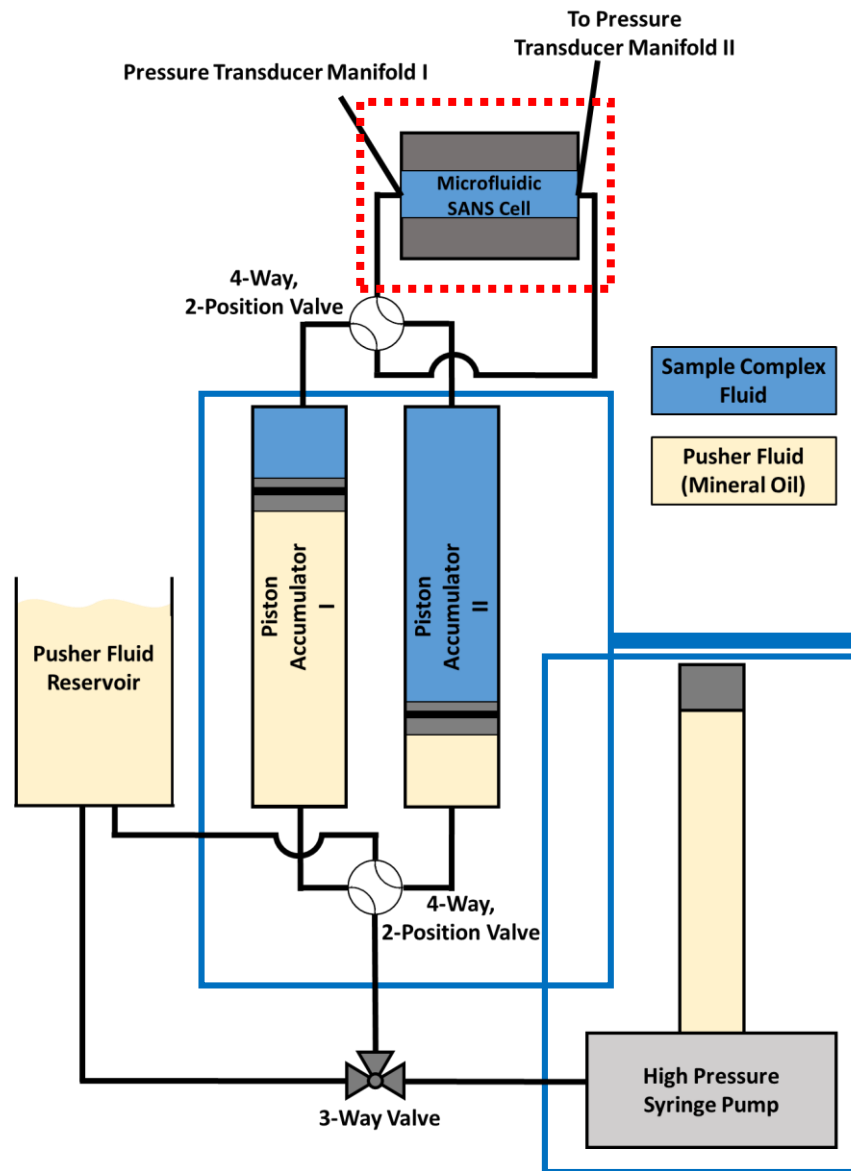 To Pressure
Transducer Manifold II
Pressure Transducer Manifold I
Microfluidic
SANS Cell
4-Way,
2-Position Valve
Sample Complex
Fluid
Pusher Fluid
(Mineral Oil)
Piston
Accumulator
I
Piston
Accumulator
II
Pusher Fluid
Reservoir
4-Way,
2-Position Valve
3-Way Valve
High Pressure
Syringe Pump